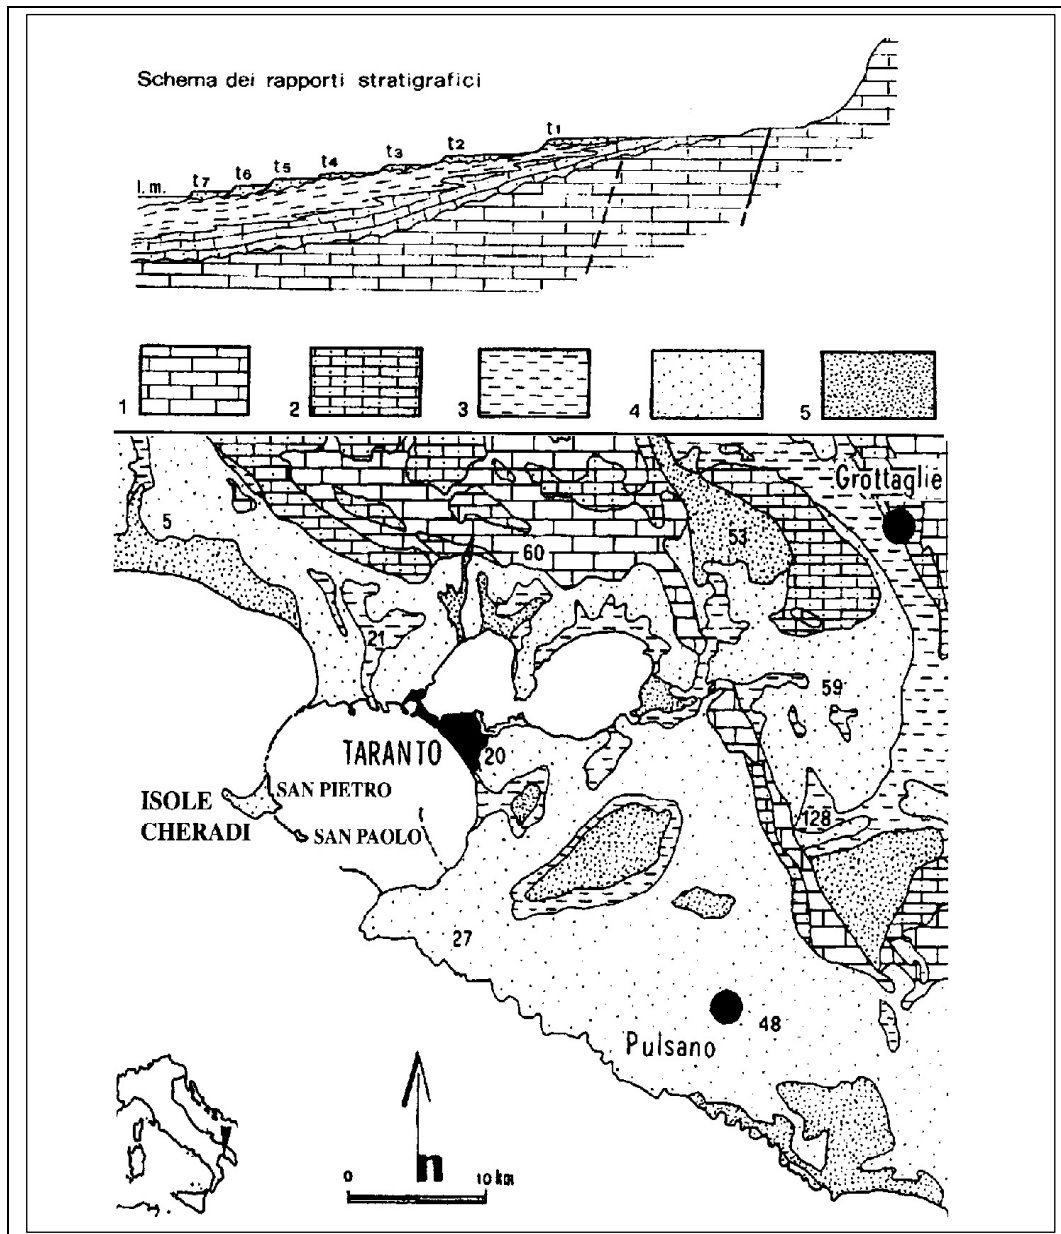 Schema dei rapporti stratigrafici
t1
t2
t3
t4
t5
t6
t7
l.m.
1 2 3 4 5
Grottaglie
5
53
60
21
59
TARANTO
20
SAN PIETRO
ISOLE
CHERADI
SAN PAOLO
128
27
48
Pulsano
n
0 10 km